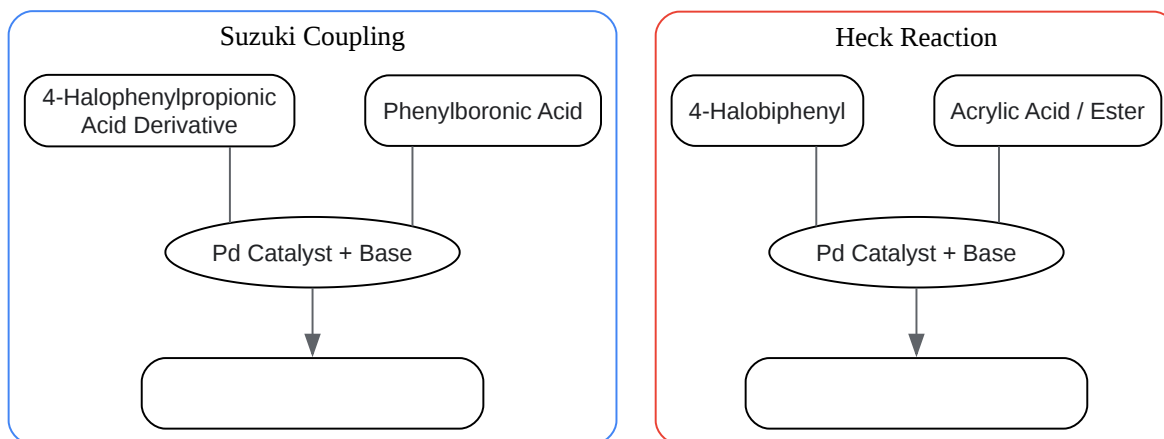 Suzuki Coupling
4-Halophenylpropionic
Acid Derivative
Phenylboronic Acid
Pd Catalyst + Base
Heck Reaction
4-Halobiphenyl
Acrylic Acid / Ester
Pd Catalyst + Base